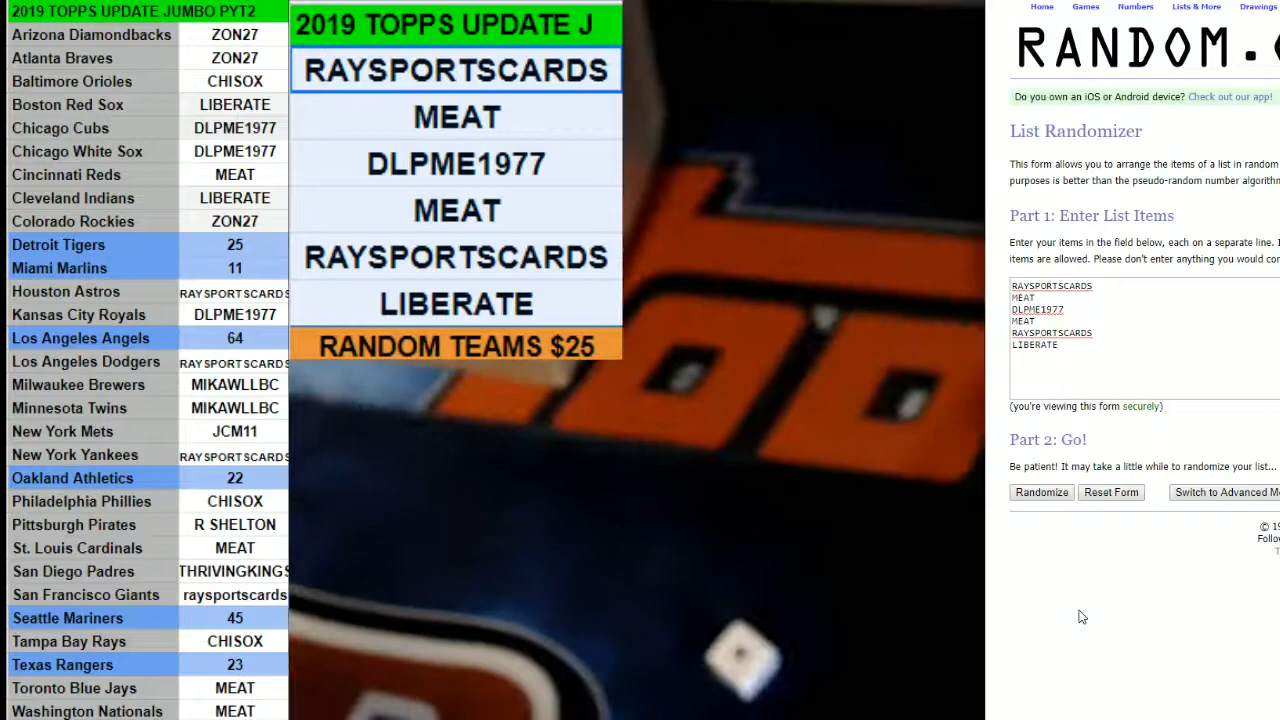 2019 TOPPS UPDATE JUMBO PYT2
Arizona Diamondbacks ZON27
Atlanta Braves ZON27
Baltimore Orioles CHISOX
Boston Red Sox LIBERATE
Chicago Cubs DLPME1977
Chicago White Sox DLPME1977
Cincinnati Reds MEAT
Cleveland Indians LIBERATE
Colorado Rockies ZON27
Detroit Tigers 25
Miami Marlins 11
Houston Astros RAYSPORTSCARDS
Kansas City Royals DLPME1977
Los Angeles Angels 64
Los Angeles Dodgers RAYSPORTSCARDS
Milwaukee Brewers MIKAWLLBC
Minnesota Twins MIKAWLLBC
New York Mets JCM11
New York Yankees RAYSPORTSCARDS
Oakland Athletics 22
Philadelphia Phillies CHISOX
Pittsburgh Pirates R SHELTON
St. Louis Cardinals MEAT
San Diego Padres THRIVINGKINGS
San Francisco Giants raysportscards
Seattle Mariners 45
Tampa Bay Rays CHISOX
Texas Rangers 23
Toronto Blue Jays MEAT
Washington Nationals MEAT
2019 TOPPS UPDATE J
RAYSPORTSCARDS
MEAT
DLPME1977
MEAT
RAYSPORTSCARDS
LIBERATE
RANDOM TEAMS $25
Home Games Numbers Lists & More Drawings
RANDOM.
Do you own an iOS or Android device? Check out our app!
List Randomizer
This form allows you to arrange the items of a list in random
purposes is better than the pseudo-random number algorithm
Part 1: Enter List Items
Enter your items in the field below, each on a separate line.
items are allowed. Please don't enter anything you would
RAYSPORTSCARDS
MEAT
DLPME1977
MEAT
RAYSPORTSCARDS
LIBERATE
(you're viewing this form securely)
Part 2: Go!
Be patient! It may take a little while to randomize your list...
Randomize Reset Form Switch to Advanced
© 19
Follow